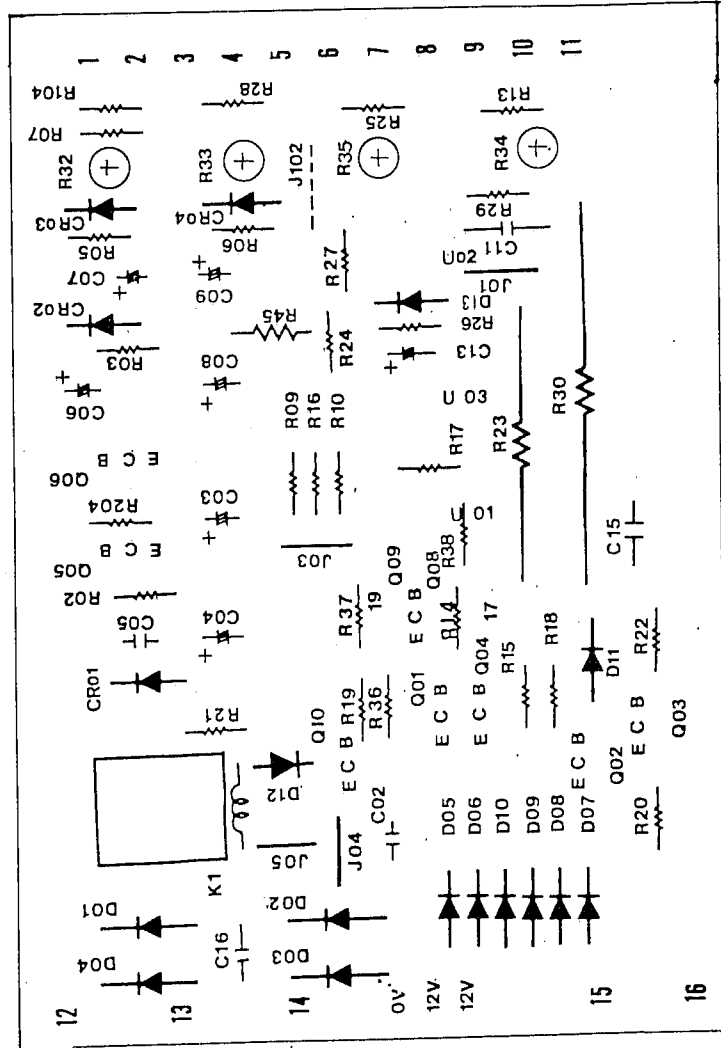 1 2 3 4 5 6 7 8 9 10 11
R104
R28
R13
R07
R25
R32
R33
J102
R35
R34
CR03
CR04
R29
R05
R06
C11
C07
C09
R27
U02
J01
CR02
R45
D13
R26
R03
R24
C13
C06
C08
R09
R16
R10
U 03
R23
R30
Q06
E C B
R17
R204
C03
U 01
C15
Q05
E C B
J03
Q09
R38
Q08
R02
R37
19
E C B
R14
17
C05
C04
Q04
R15
R18
R22
CR01
Q01
D11
R21
Q10
R19
R36
E C B
E C B
E C B
E C B
Q03
E C B
Q02
D12
C02
D05
D06
D10
D09
D08
D07
R20
J05
J04
K1
D01
D02
C16
D04
D03
0V
12V
12V
12 13 14 15 16